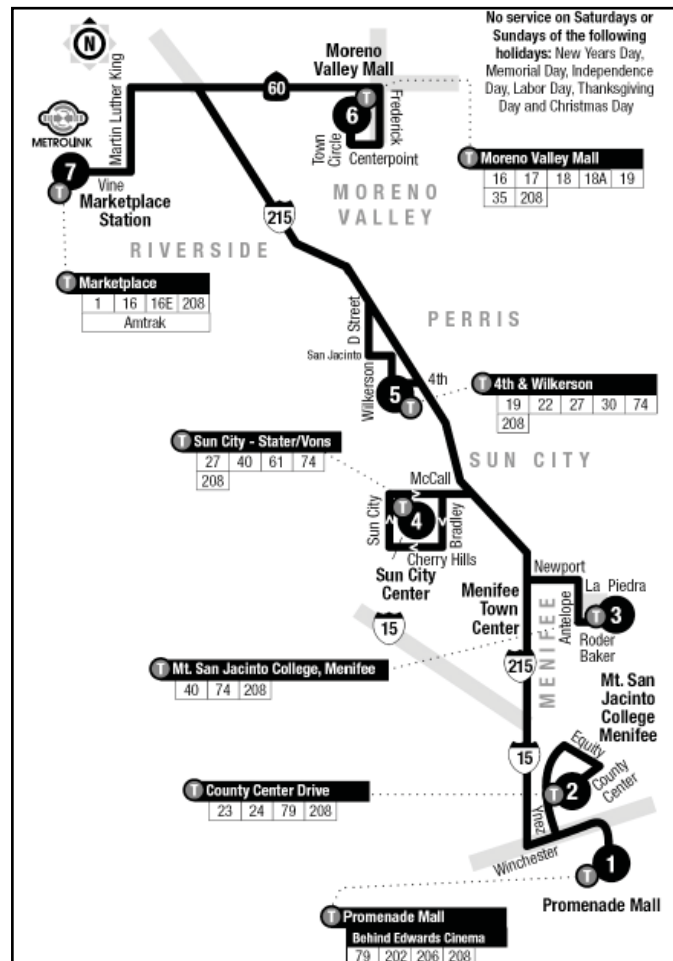 No service on Saturdays or
Sundays of the following
holidays: New Years Day,
Memorial Day, Independence
Day, Labor Day, Thanksgiving
Day and Christmas Day
N
Moreno
Valley Mall
60
Martin Luther King
Frederick
6
T
Town
Circle
Centerpoint
METROLINK
7
T
Vine
Marketplace
Station
T Moreno Valley Mall
16 17 18 18A 19
35 208
MORENO
VALLEY
215
RIVERSIDE
T Marketplace
1 16 16E 208
Amtrak
D Street
PERRIS
San Jacinto
Wilkerson
4th
5
T
T 4th & Wilkerson
19 22 27 30 74
208
T Sun City - Stater/Vons
27 40 61 74
208
SUN CITY
McCall
Sun City
T
4
Bradley
Cherry Hills
Sun City
Center
Newport
La Piedra
Menifee
Town
Center
MENIFEE
Antelope
T
3
Roder
Baker
15
T Mt. San Jacinto College, Menifee
40 74 208
215
Mt. San
Jacinto
College
Menifee
15
Equity
County
Center
T
2
T County Center Drive
23 24 79 208
Ynez
Winchester
1
T
Promenade Mall
T Promenade Mall
Behind Edwards Cinema
79 202 206 208